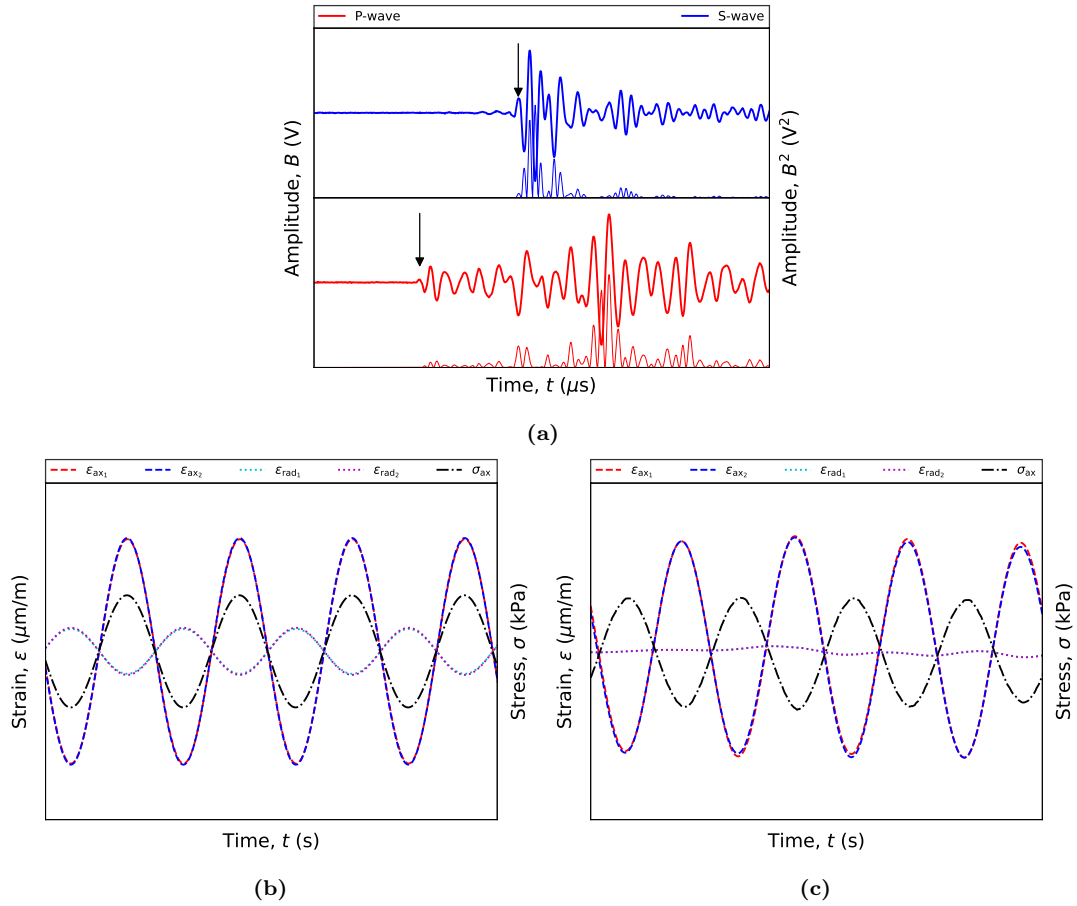 P-wave S-wave
Amplitude, B (V)
Amplitude, B² (V²)
Time, t (μs)
(a)
ε_ax₁ ε_ax₂ ε_rad₁ ε_rad₂ σ_ax
Strain, ε (μm/m)
Stress, σ (kPa)
Time, t (s)
(b)
ε_ax₁ ε_ax₂ ε_rad₁ ε_rad₂ σ_ax
Strain, ε (μm/m)
Stress, σ (kPa)
Time, t (s)
(c)